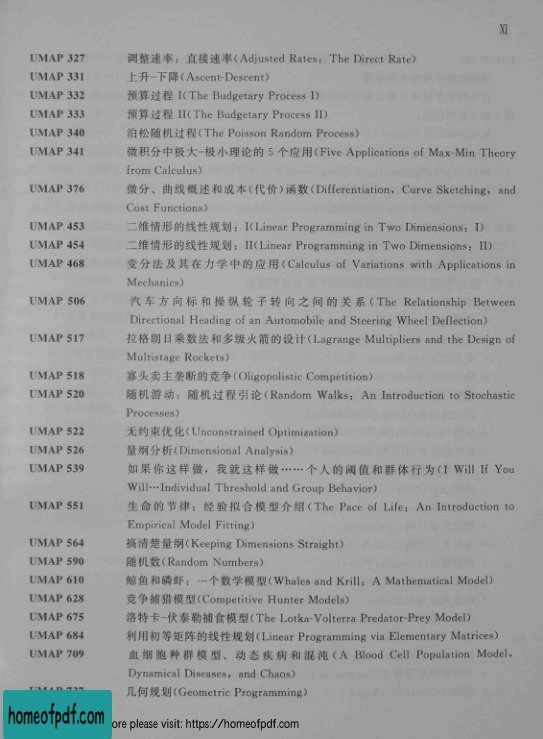 XI
UMAP 327 调整速率：直接速率(Adjusted Rates: The Direct Rate)
UMAP 331 上升-下降(Ascent-Descent)
UMAP 332 预算过程 I(The Budgetary Process I)
UMAP 333 预算过程 II(The Budgetary Process II)
UMAP 340 泊松随机过程(The Poisson Random Process)
UMAP 341 微积分中极大-极小理论的 5 个应用(Five Applications of Max-Min Theory
from Calculus)
UMAP 376 微分、曲线概述和成本(代价)函数(Differentiation, Curve Sketching, and
Cost Functions)
UMAP 453 二维情形的线性规划：I(Linear Programming in Two Dimensions: I)
UMAP 454 二维情形的线性规划：II(Linear Programming in Two Dimensions: II)
UMAP 468 变分法及其在力学中的应用(Calculus of Variations with Applications in
Mechanics)
UMAP 506 汽车方向标和操纵轮子转向之间的关系(The Relationship Between
Directional Heading of an Automobile and Steering Wheel Deflection)
UMAP 517 拉格朗日乘数法和多级火箭的设计(Lagrange Multipliers and the Design of
Multistage Rockets)
UMAP 518 寡头卖主垄断的竞争(Oligopolistic Competition)
UMAP 520 随机游动：随机过程引论(Random Walks: An Introduction to Stochastic
Processes)
UMAP 522 无约束优化(Unconstrained Optimization)
UMAP 526 量纲分析(Dimensional Analysis)
UMAP 539 如果你这样做，我就这样做……个人的阈值和群体行为(I Will If You
Will…Individual Threshold and Group Behavior)
UMAP 551 生命的节律：经验拟合模型介绍(The Pace of Life: An Introduction to
Empirical Model Fitting)
UMAP 564 搞清楚量纲(Keeping Dimensions Straight)
UMAP 590 随机数(Random Numbers)
UMAP 610 鲸鱼和磷虾：一个数学模型(Whales and Krill: A Mathematical Model)
UMAP 628 竞争捕猎模型(Competitive Hunter Models)
UMAP 675 洛特卡-伏泰勒捕食模型(The Lotka-Volterra Predator-Prey Model)
UMAP 684 利用初等矩阵的线性规划(Linear Programming via Elementary Matrices)
UMAP 709 血细胞种群模型、动态疾病和混沌(A Blood Cell Population Model,
Dynamical Diseases, and Chaos)
UMAP 737 几何规划(Geometric Programming)
homeofpdf.com ore please visit: https://homeofpdf.com